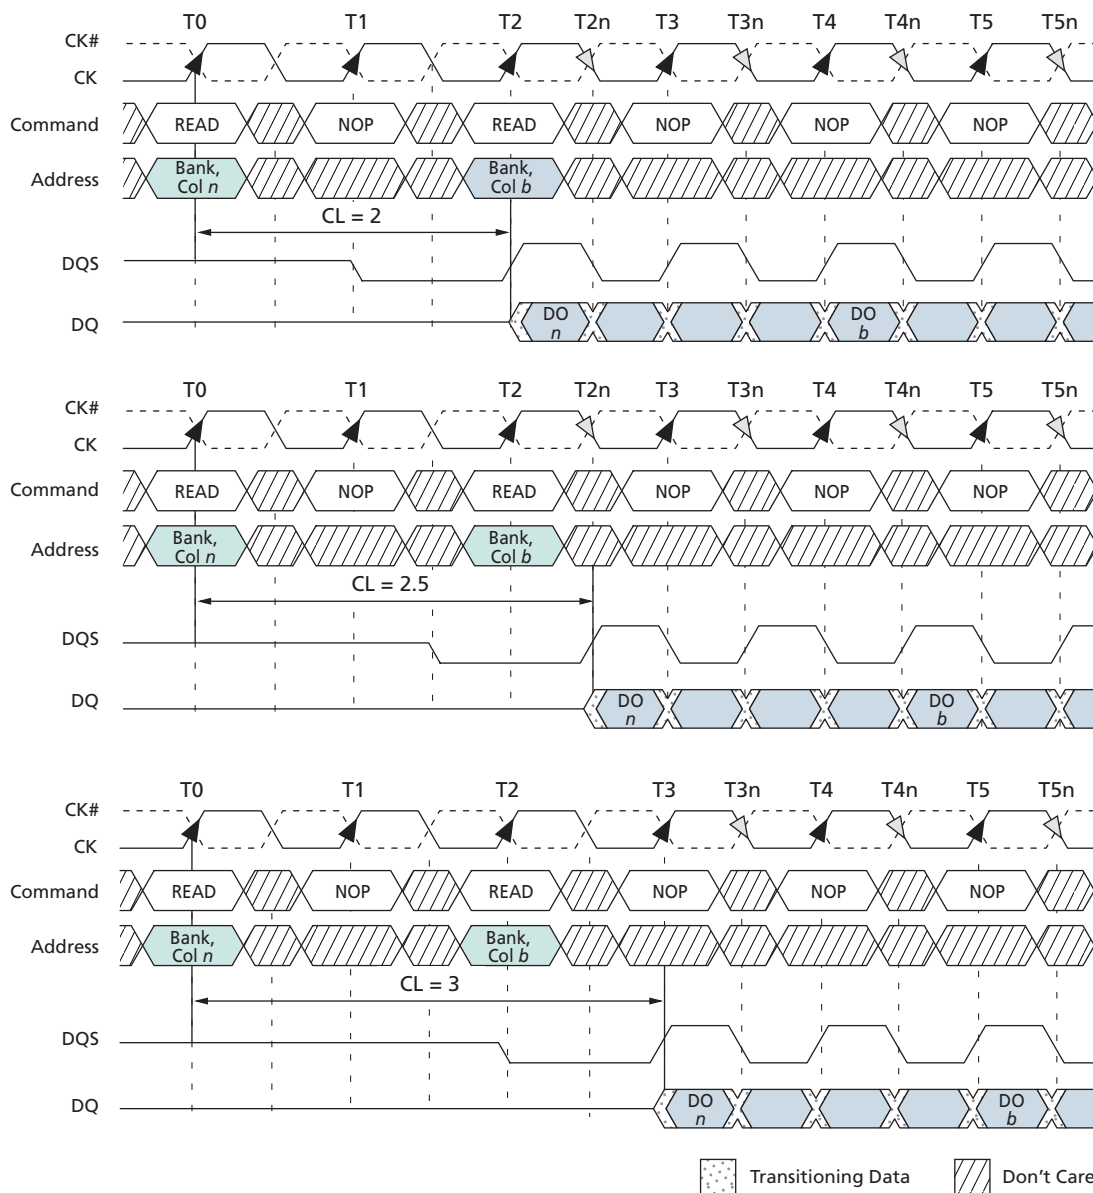 T0 T1 T2 T2n T3 T3n T4 T4n T5 T5n
CK#
CK
Command READ NOP READ NOP NOP NOP
Address Bank, Col n Bank, Col b
CL = 2
DQS
DQ DO n DO b
T0 T1 T2 T2n T3 T3n T4 T4n T5 T5n
CK#
CK
Command READ NOP READ NOP NOP NOP
Address Bank, Col n Bank, Col b
CL = 2.5
DQS
DQ DO n DO b
T0 T1 T2 T3 T3n T4 T4n T5 T5n
CK#
CK
Command READ NOP READ NOP NOP NOP
Address Bank, Col n Bank, Col b
CL = 3
DQS
DQ DO n DO b
Transitioning Data Don't Care